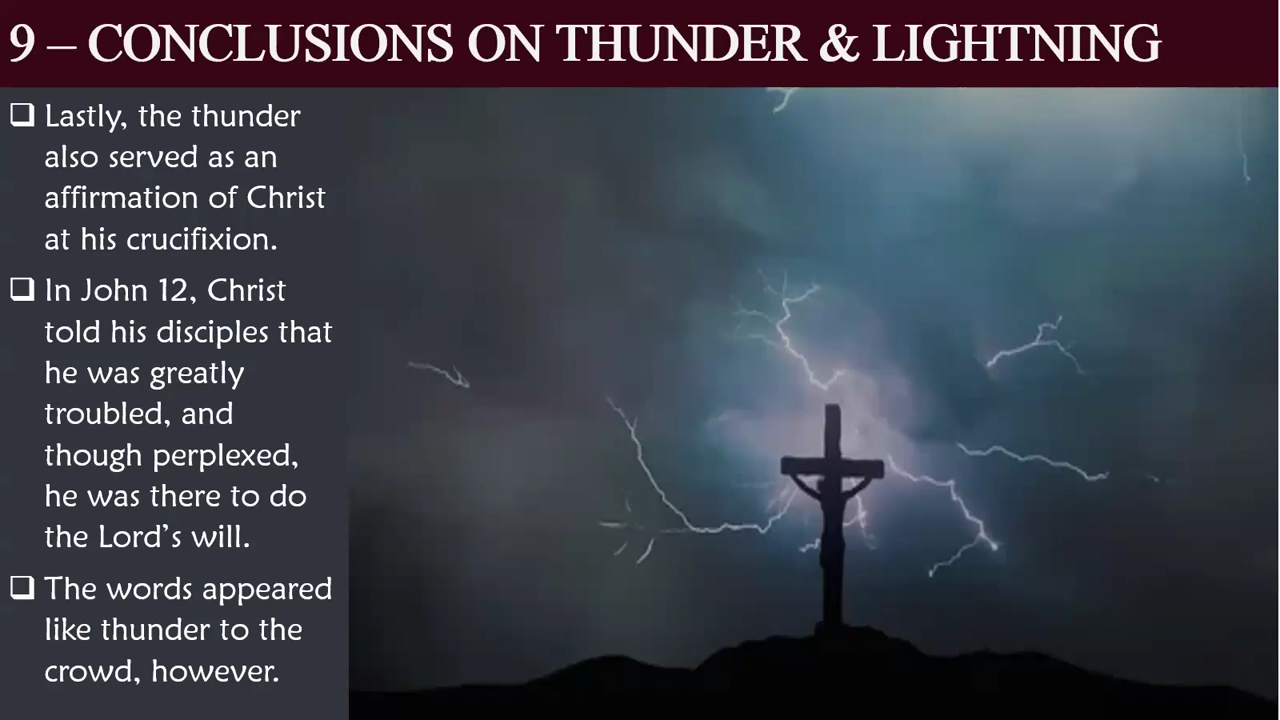 9 – CONCLUSIONS ON THUNDER & LIGHTNING
❑ Lastly, the thunder
also served as an
affirmation of Christ
at his crucifixion.
❑ In John 12, Christ
told his disciples that
he was greatly
troubled, and
though perplexed,
he was there to do
the Lord’s will.
❑ The words appeared
like thunder to the
crowd, however.